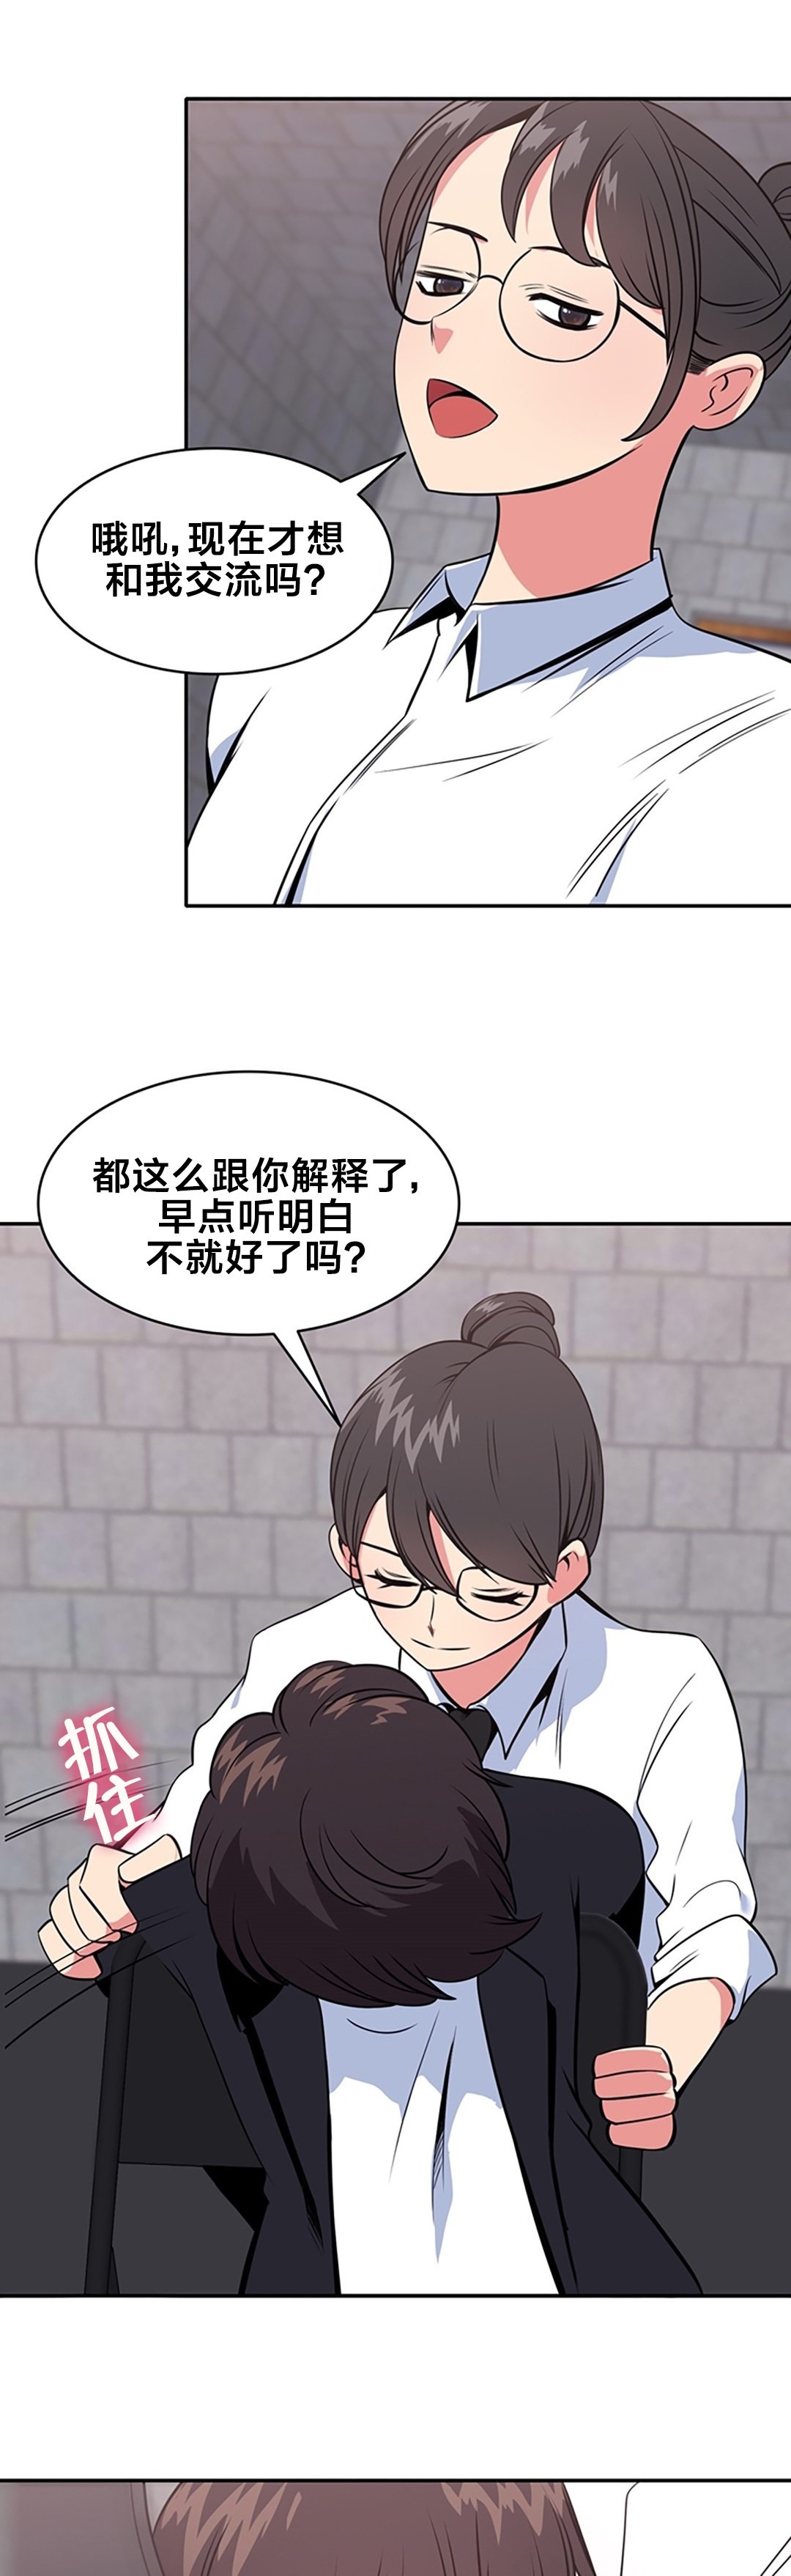 哦吼,现在才想
和我交流吗?
都这么跟你解释了,
早点听明白
不就好了吗?
抓
住